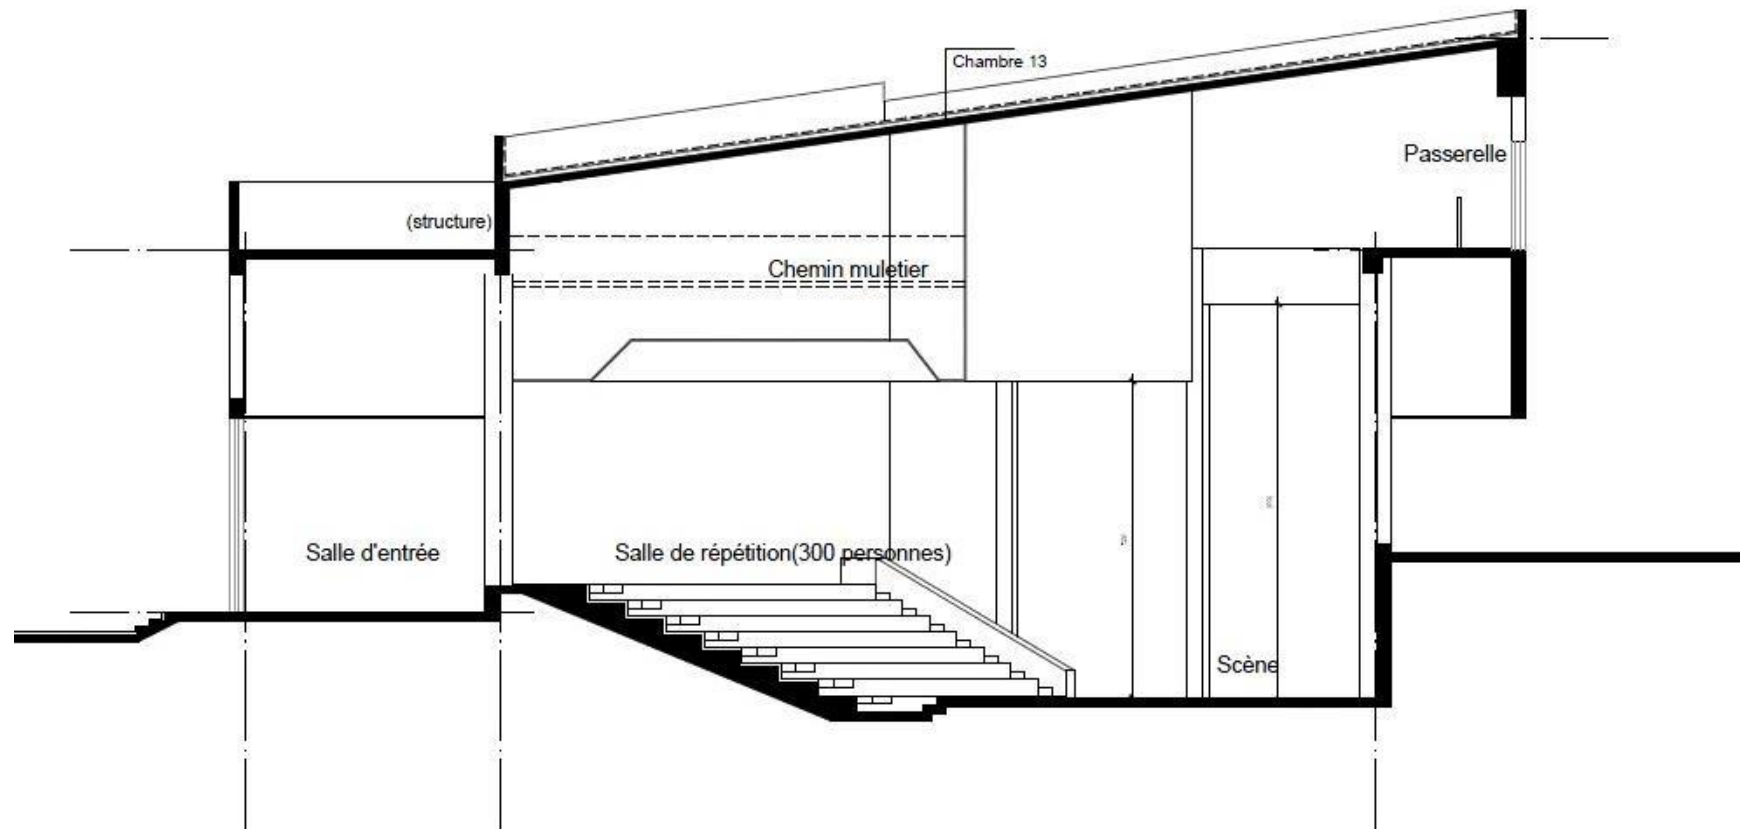 Chambre 13
Passerelle
(structure)
Chemin muletier
Salle d'entrée
Salle de répétition(300 personnes)
Scène